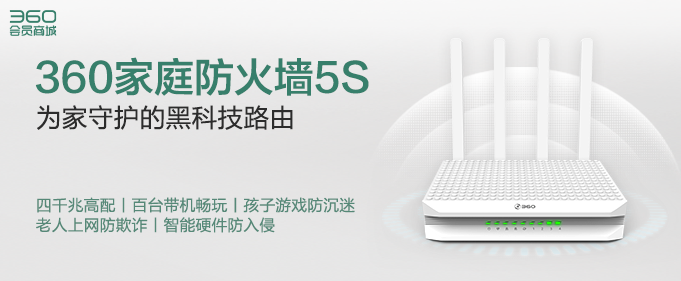 360
会员商城
360家庭防火墙5S
为家守护的黑科技路由
四千兆高配丨百台带机畅玩丨孩子游戏防沉迷
老人上网防欺诈丨智能硬件防入侵
360